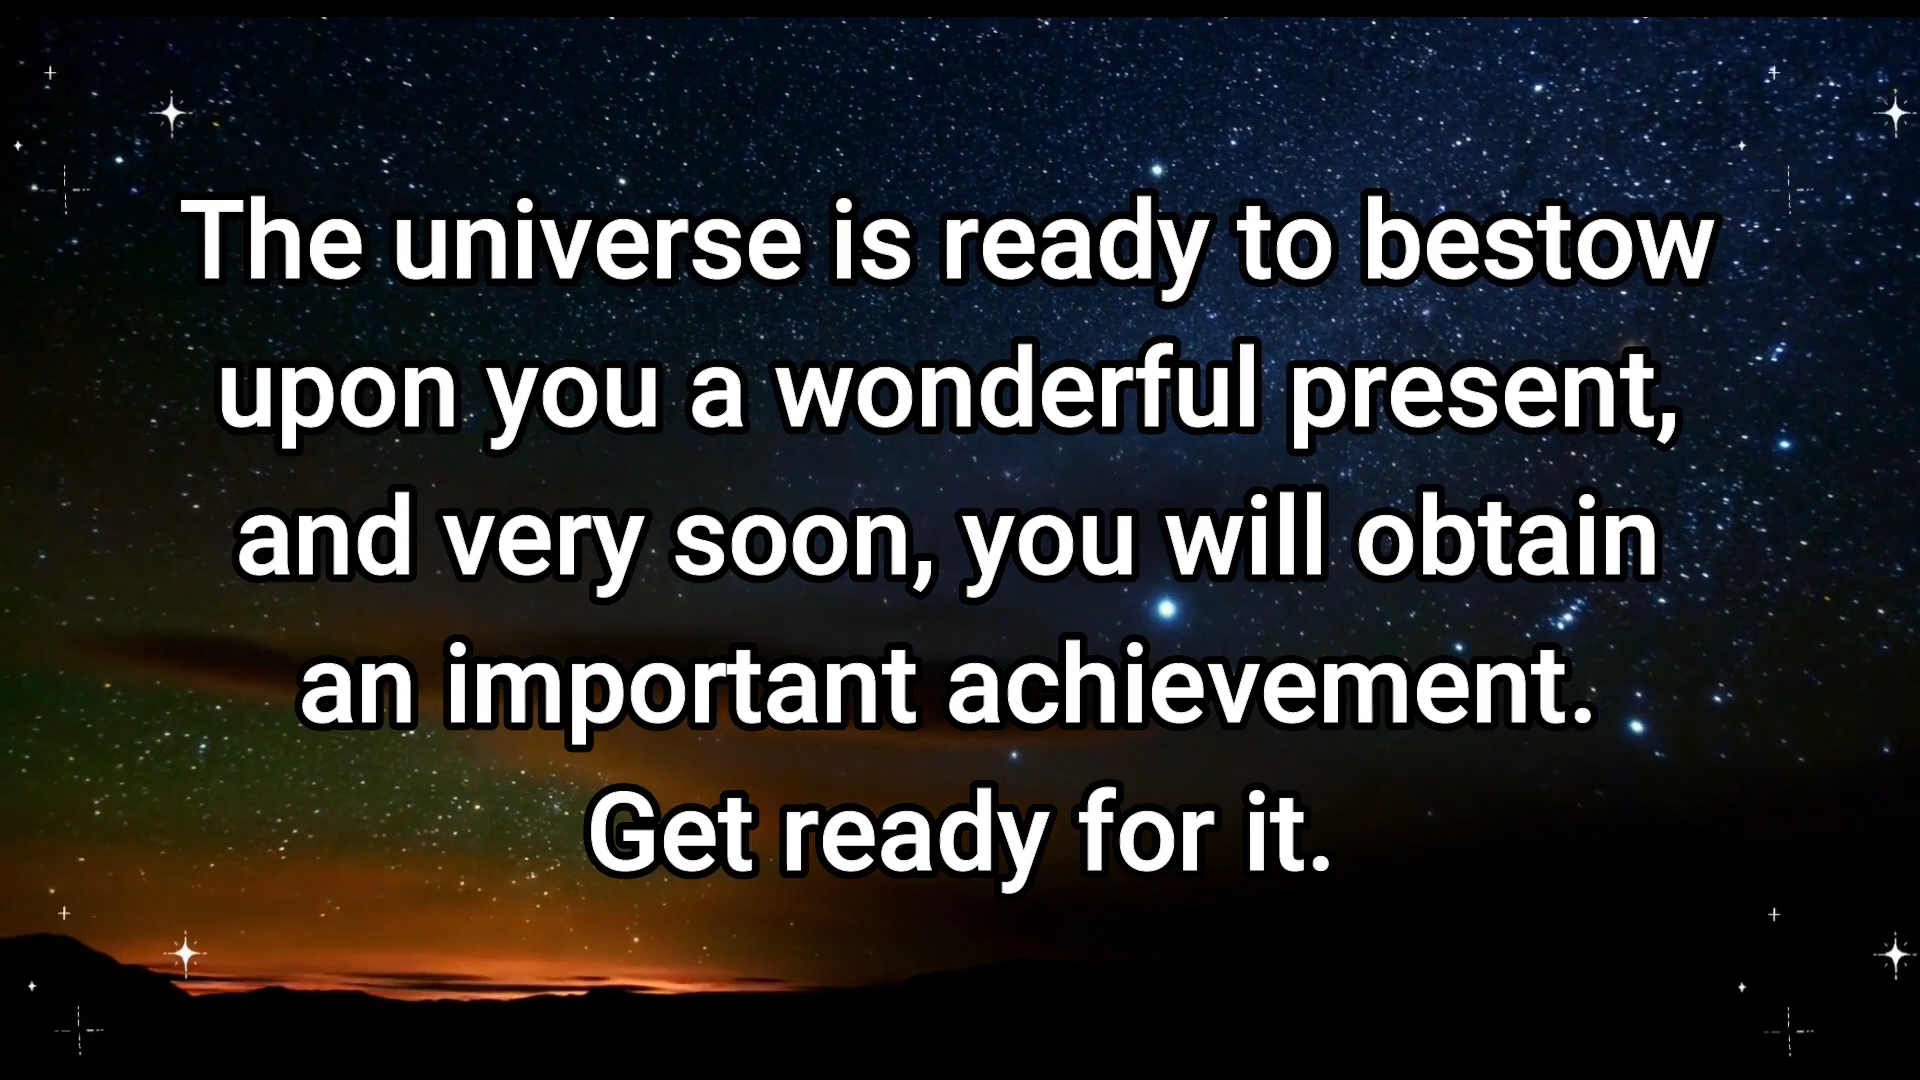 The universe is ready to bestow
upon you a wonderful present,
and very soon, you will obtain
an important achievement.
Get ready for it.